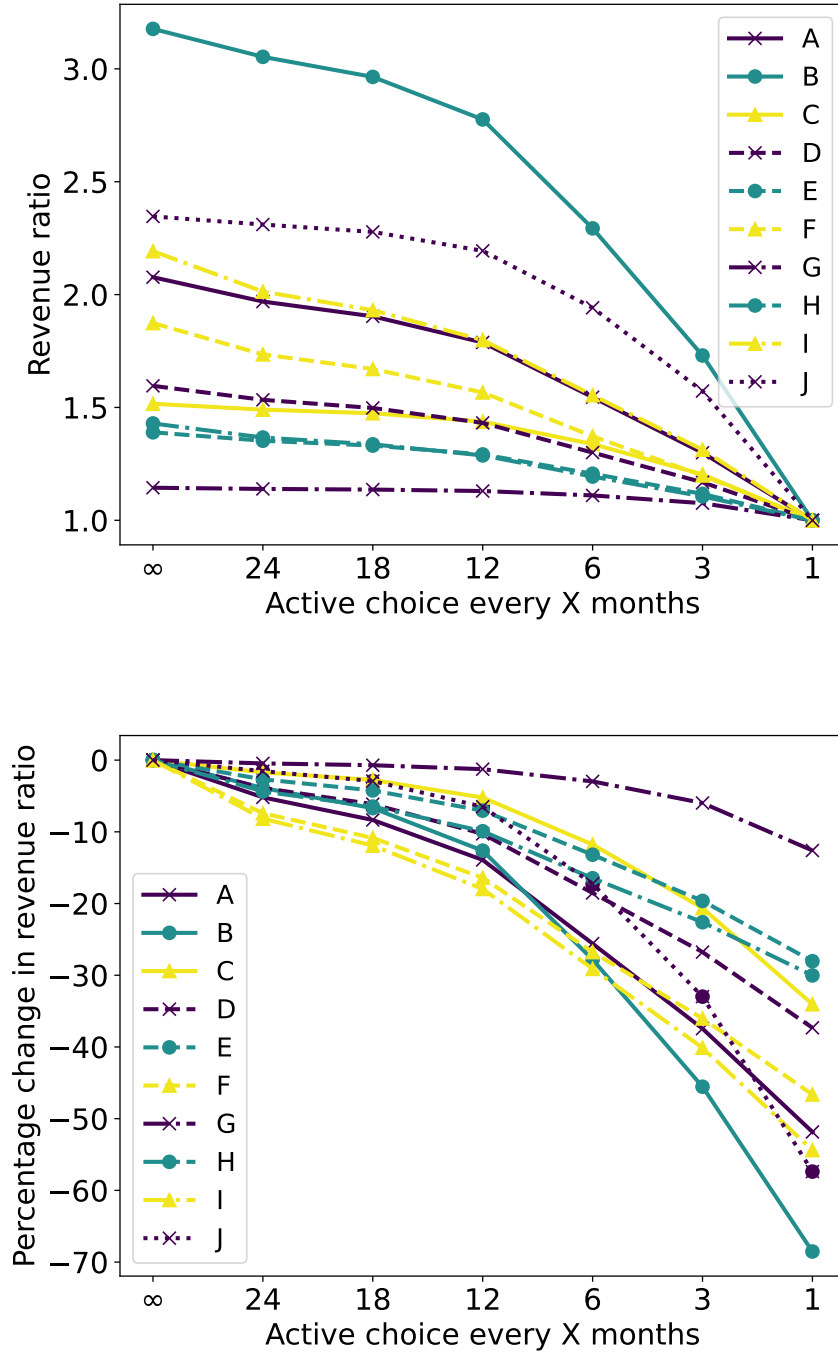 3.0
2.5
2.0
1.5
1.0
Revenue ratio
A
B
C
D
E
F
G
H
I
J
∞ 24 18 12 6 3 1
Active choice every X months
0
−10
−20
−30
−40
−50
−60
−70
Percentage change in revenue ratio
A
B
C
D
E
F
G
H
I
J
∞ 24 18 12 6 3 1
Active choice every X months